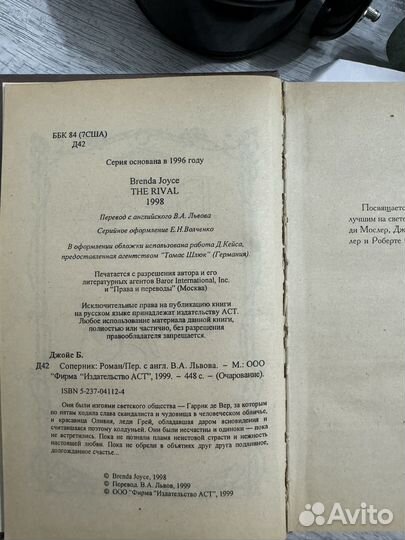 ББК 84 (7США)
Д42
Серия основана в 1996 году
Brenda Joyce
THE RIVAL
1998
Перевод с английского В.А. Львова
Серийное оформление Е.Н. Волченко
В оформлении обложки использована работа Д.Кейса,
предоставленная агентством "Томас Шлюк" (Германия).
Печатается с разрешения автора и его
литературных агентов Baror International, Inc.
и "Права и переводы" (Москва)
Исключительные права на публикацию книги
на русском языке принадлежат издательству АСТ.
Любое использование материала данной книги,
полностью или частично, без разрешения
правообладателя запрещается.
Джойс Б.
Д42 Соперник: Роман/Пер. с англ. В.А. Львова. – М.: ООО
"Фирма "Издательство АСТ", 1999. – 448 с. – (Очарование).
ISBN 5-237-04112-4
Они были изгоями светского общества — Гаррик де Вер, за которым
по пятам ходила слава скандалиста и чудовища в человеческом обличье,
и красавица Оливия, леди Грей, обладавшая даром ясновидения и
считавшаяся поэтому колдуньей. Они были несчастны и одиноки — пока
не встретились. Пока не познали пламя неистовой страсти и нежность
настоящей любви. Пока не обрели в объятиях друг друга подлинное,
долгожданное счастье...
© Brenda Joyce, 1998
© Перевод. В.А. Львов, 1999
© ООО "Фирма "Издательство АСТ", 1999
Посвящается
лучшим на свете
ди Мослер, Дж
лер и Роберте
Avito